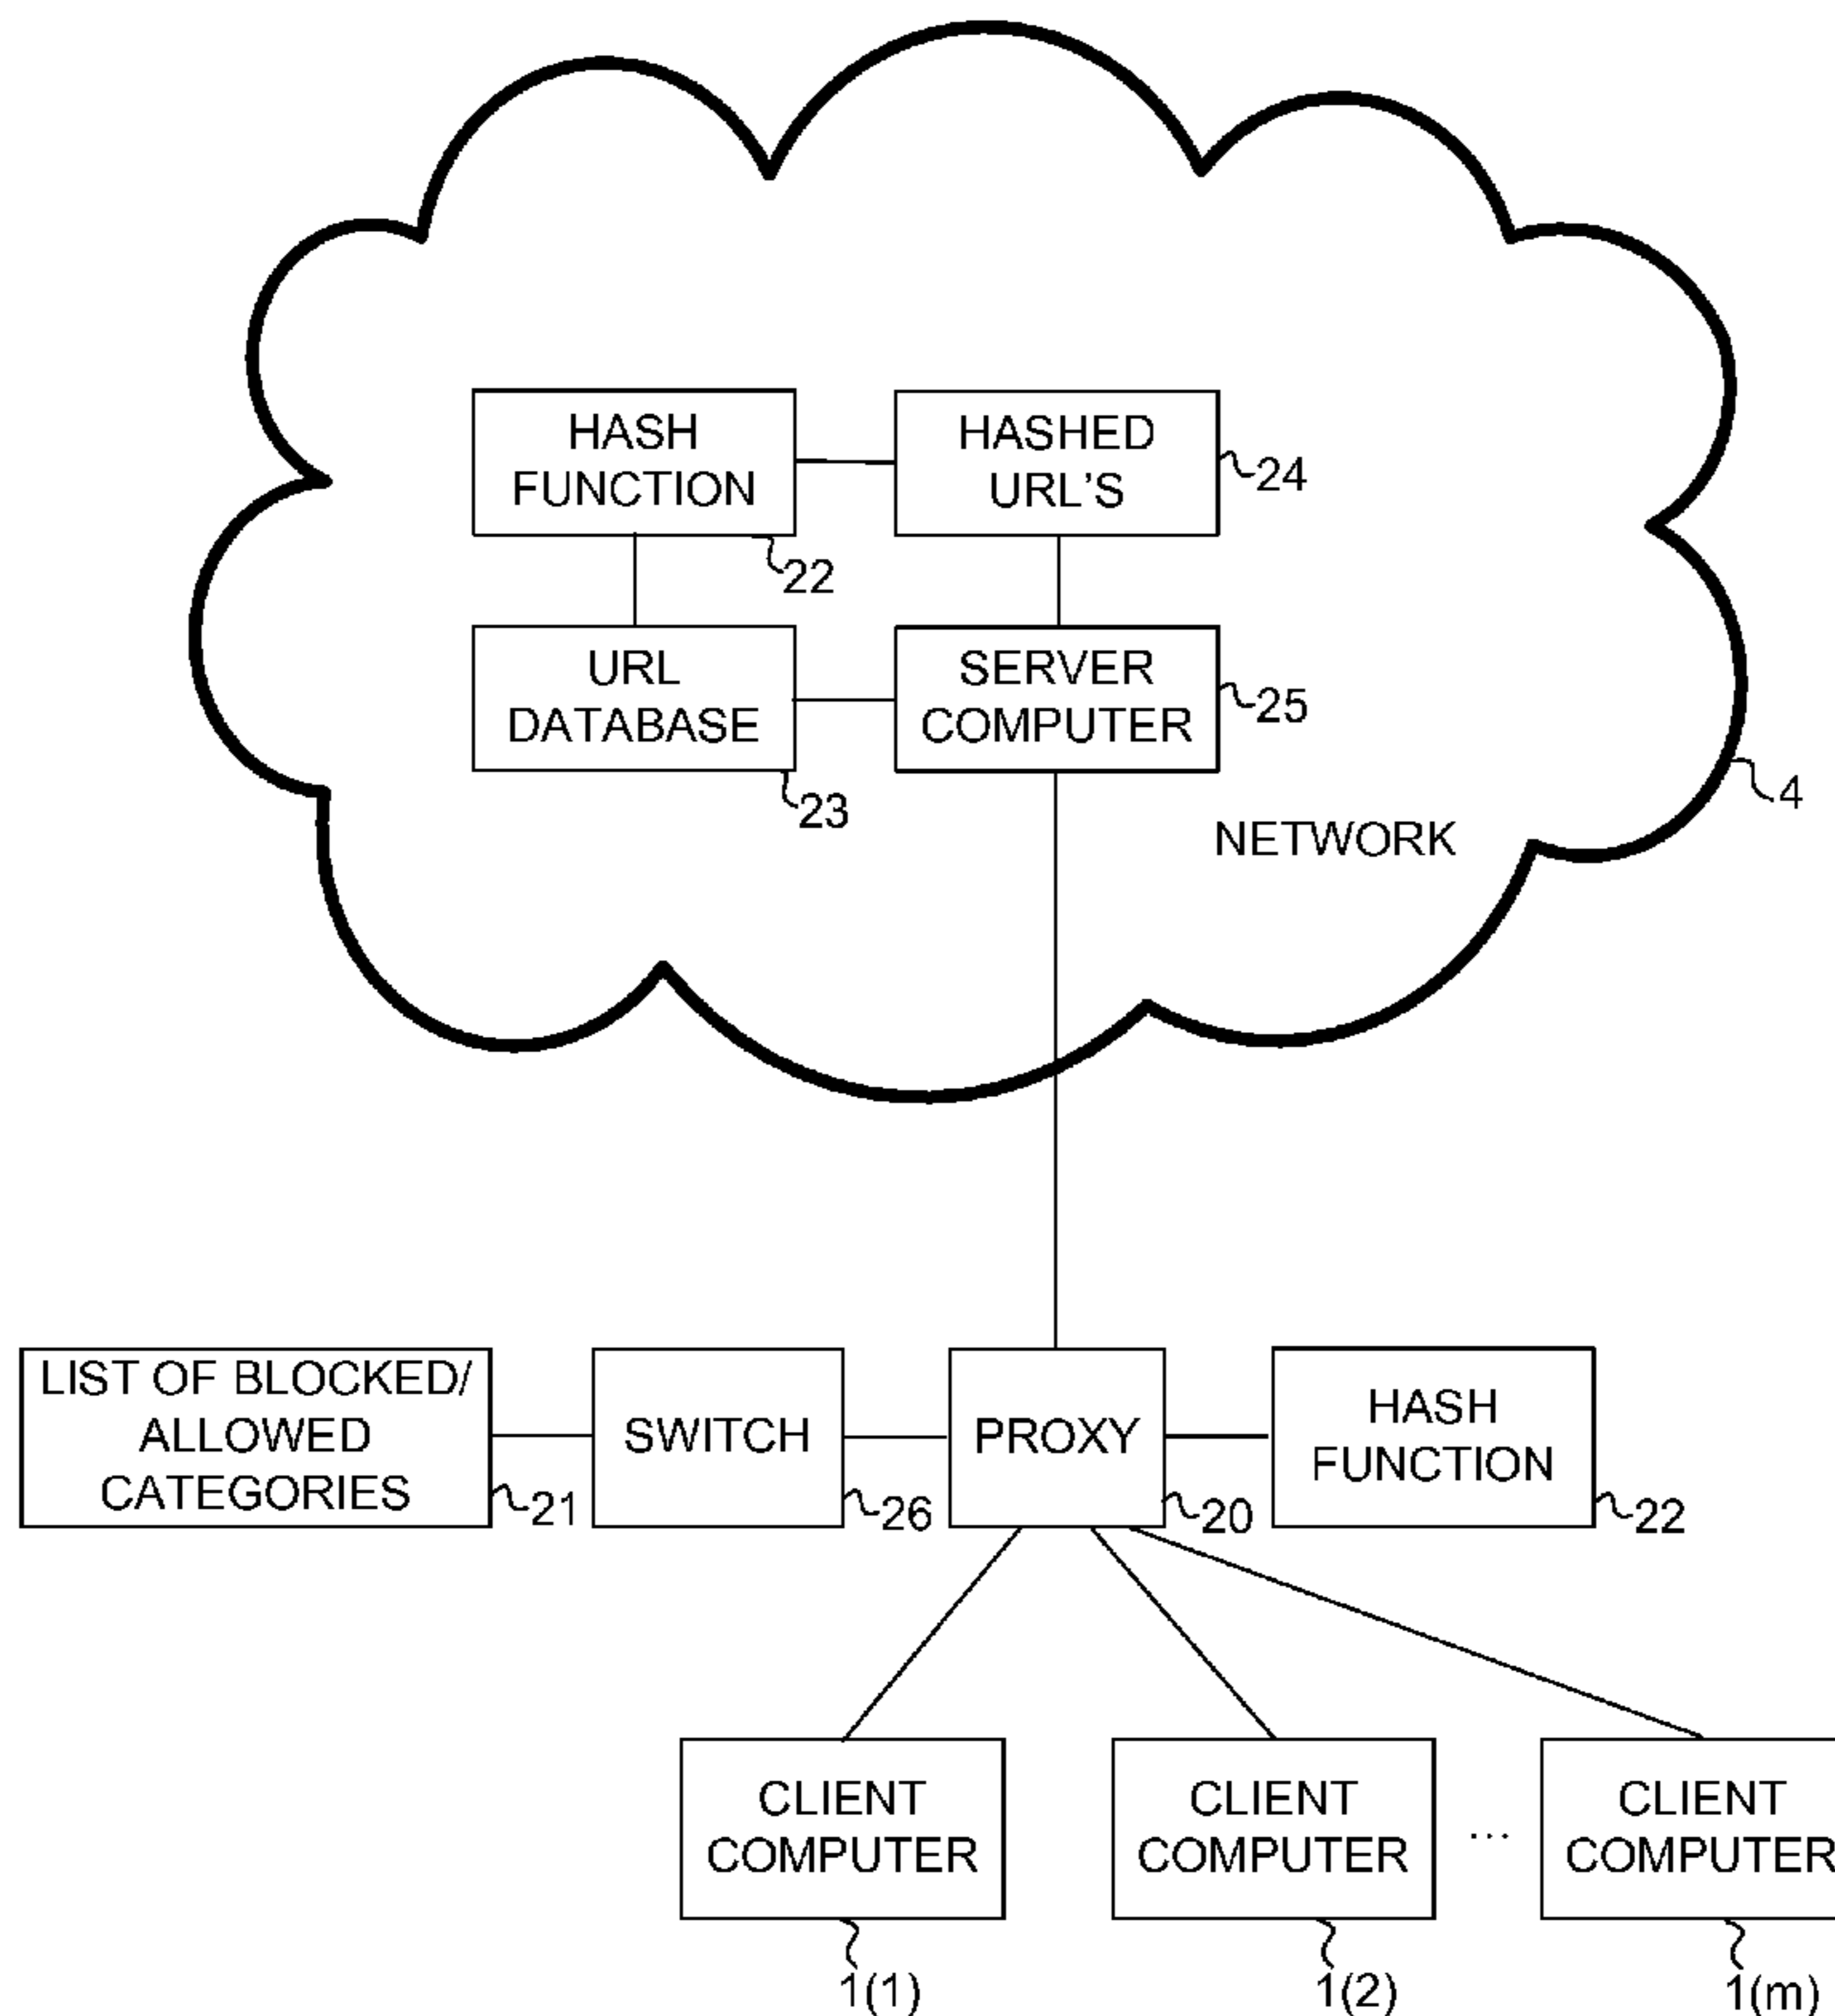 HASH
FUNCTION
22
HASHED
URL'S
24
URL
DATABASE
23
SERVER
COMPUTER
25
NETWORK
4
LIST OF BLOCKED/
ALLOWED
CATEGORIES
21
SWITCH
26
PROXY
20
HASH
FUNCTION
22
CLIENT
COMPUTER
1(1)
CLIENT
COMPUTER
1(2)
...
CLIENT
COMPUTER
1(m)